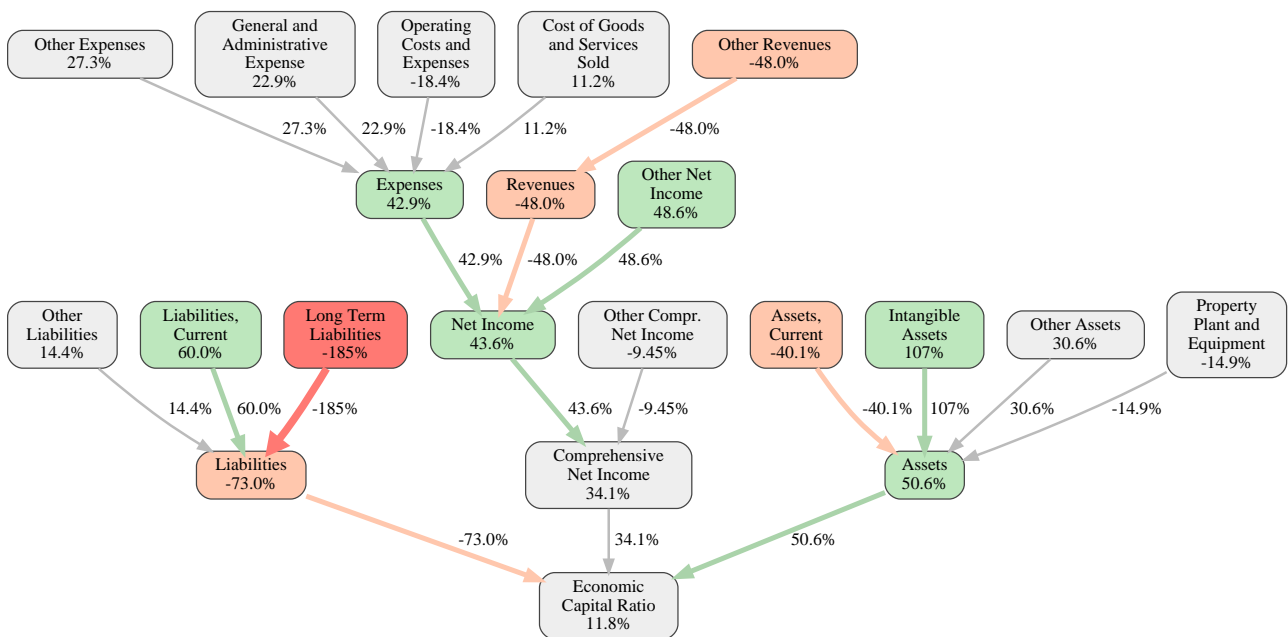 Other Expenses
27.3%
General and
Administrative
Expense
22.9%
Operating
Costs and
Expenses
-18.4%
Cost of Goods
and Services
Sold
11.2%
Other Revenues
-48.0%
27.3%
22.9%
-18.4%
11.2%
-48.0%
Expenses
42.9%
Revenues
-48.0%
Other Net
Income
48.6%
42.9%
-48.0%
48.6%
Other
Liabilities
14.4%
Liabilities,
Current
60.0%
Long Term
Liabilities
-185%
Net Income
43.6%
Other Compr.
Net Income
-9.45%
Assets,
Current
-40.1%
Intangible
Assets
107%
Other Assets
30.6%
Property
Plant and
Equipment
-14.9%
14.4%
60.0%
-185%
43.6%
-9.45%
-40.1%
107%
30.6%
-14.9%
Liabilities
-73.0%
Comprehensive
Net Income
34.1%
Assets
50.6%
-73.0%
34.1%
50.6%
Economic
Capital Ratio
11.8%